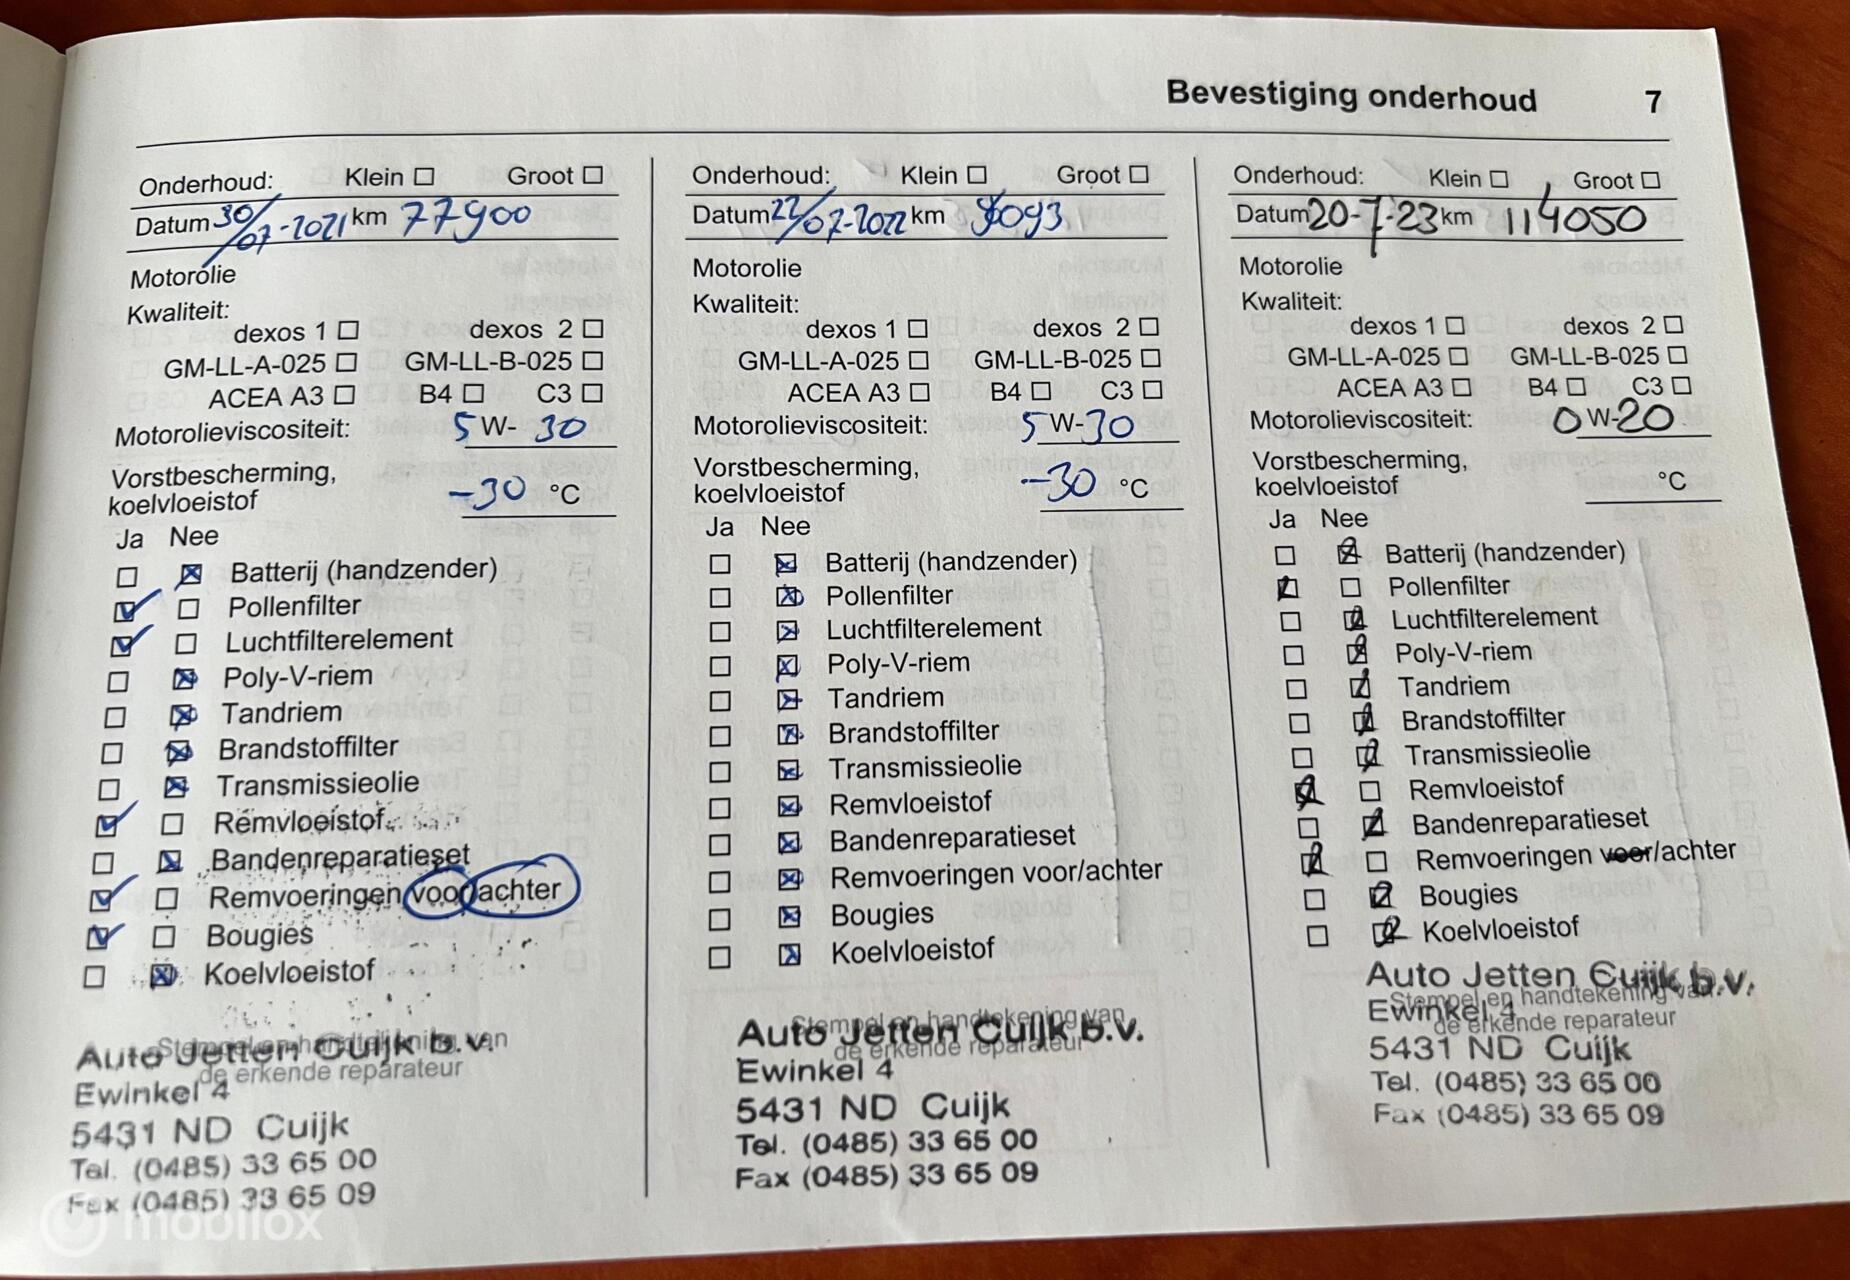 Bevestiging onderhoud 7
Onderhoud: Klein ☐ Groot ☐
Datum 30/07-2021 km 77900
Motorolie
Kwaliteit:
dexos 1 ☐ dexos 2 ☐
GM-LL-A-025 ☐ GM-LL-B-025 ☐
ACEA A3 ☐ B4 ☐ C3 ☐
Motorolieviscositeit: 5 W- 30
Vorstbescherming,
koelvloeistof -30 °C
Ja Nee
☐ ☒ Batterij (handzender)
☑ ☐ Pollenfilter
☑ ☐ Luchtfilterelement
☐ ☒ Poly-V-riem
☐ ☒ Tandriem
☐ ☒ Brandstoffilter
☐ ☒ Transmissieolie
☑ ☐ Remvloeistof
☐ ☒ Bandenreparatieset
☑ ☐ Remvoeringen voor/achter
☑ ☐ Bougies
☐ ☒ Koelvloeistof
Stempel en handtekening van
de erkende reparateur
Auto Jetten Cuijk b.v.
Ewinkel 4
5431 ND Cuijk
Tel. (0485) 33 65 00
Fax (0485) 33 65 09
Onderhoud: Klein ☐ Groot ☐
Datum 22/07-2022 km
Motorolie
Kwaliteit:
dexos 1 ☐ dexos 2 ☐
GM-LL-A-025 ☐ GM-LL-B-025 ☐
ACEA A3 ☐ B4 ☐ C3 ☐
Motorolieviscositeit: 5 W-30
Vorstbescherming,
koelvloeistof -30 °C
Ja Nee
☐ ☒ Batterij (handzender)
☐ ☒ Pollenfilter
☐ ☒ Luchtfilterelement
☐ ☒ Poly-V-riem
☐ ☒ Tandriem
☐ ☒ Brandstoffilter
☐ ☒ Transmissieolie
☐ ☒ Remvloeistof
☐ ☒ Bandenreparatieset
☐ ☒ Remvoeringen voor/achter
☐ ☒ Bougies
☐ ☒ Koelvloeistof
Stempel en handtekening van
de erkende reparateur
Auto Jetten Cuijk b.v.
Ewinkel 4
5431 ND Cuijk
Tel. (0485) 33 65 00
Fax (0485) 33 65 09
Onderhoud: Klein ☐ Groot ☐
Datum 20-7-23 km 114050
Motorolie
Kwaliteit:
dexos 1 ☐ dexos 2 ☐
GM-LL-A-025 ☐ GM-LL-B-025 ☐
ACEA A3 ☐ B4 ☐ C3 ☐
Motorolieviscositeit: 0 W-20
Vorstbescherming,
koelvloeistof °C
Ja Nee
☐ ☒ Batterij (handzender)
☒ ☐ Pollenfilter
☐ ☒ Luchtfilterelement
☐ ☒ Poly-V-riem
☐ ☒ Tandriem
☐ ☒ Brandstoffilter
☐ ☒ Transmissieolie
☒ ☐ Remvloeistof
☐ ☒ Bandenreparatieset
☒ ☐ Remvoeringen voor/achter
☐ ☒ Bougies
☐ ☒ Koelvloeistof
Stempel en handtekening van
de erkende reparateur
Auto Jetten Cuijk b.v.
Ewinkel 4
5431 ND Cuijk
Tel. (0485) 33 65 00
Fax (0485) 33 65 09
mobilox